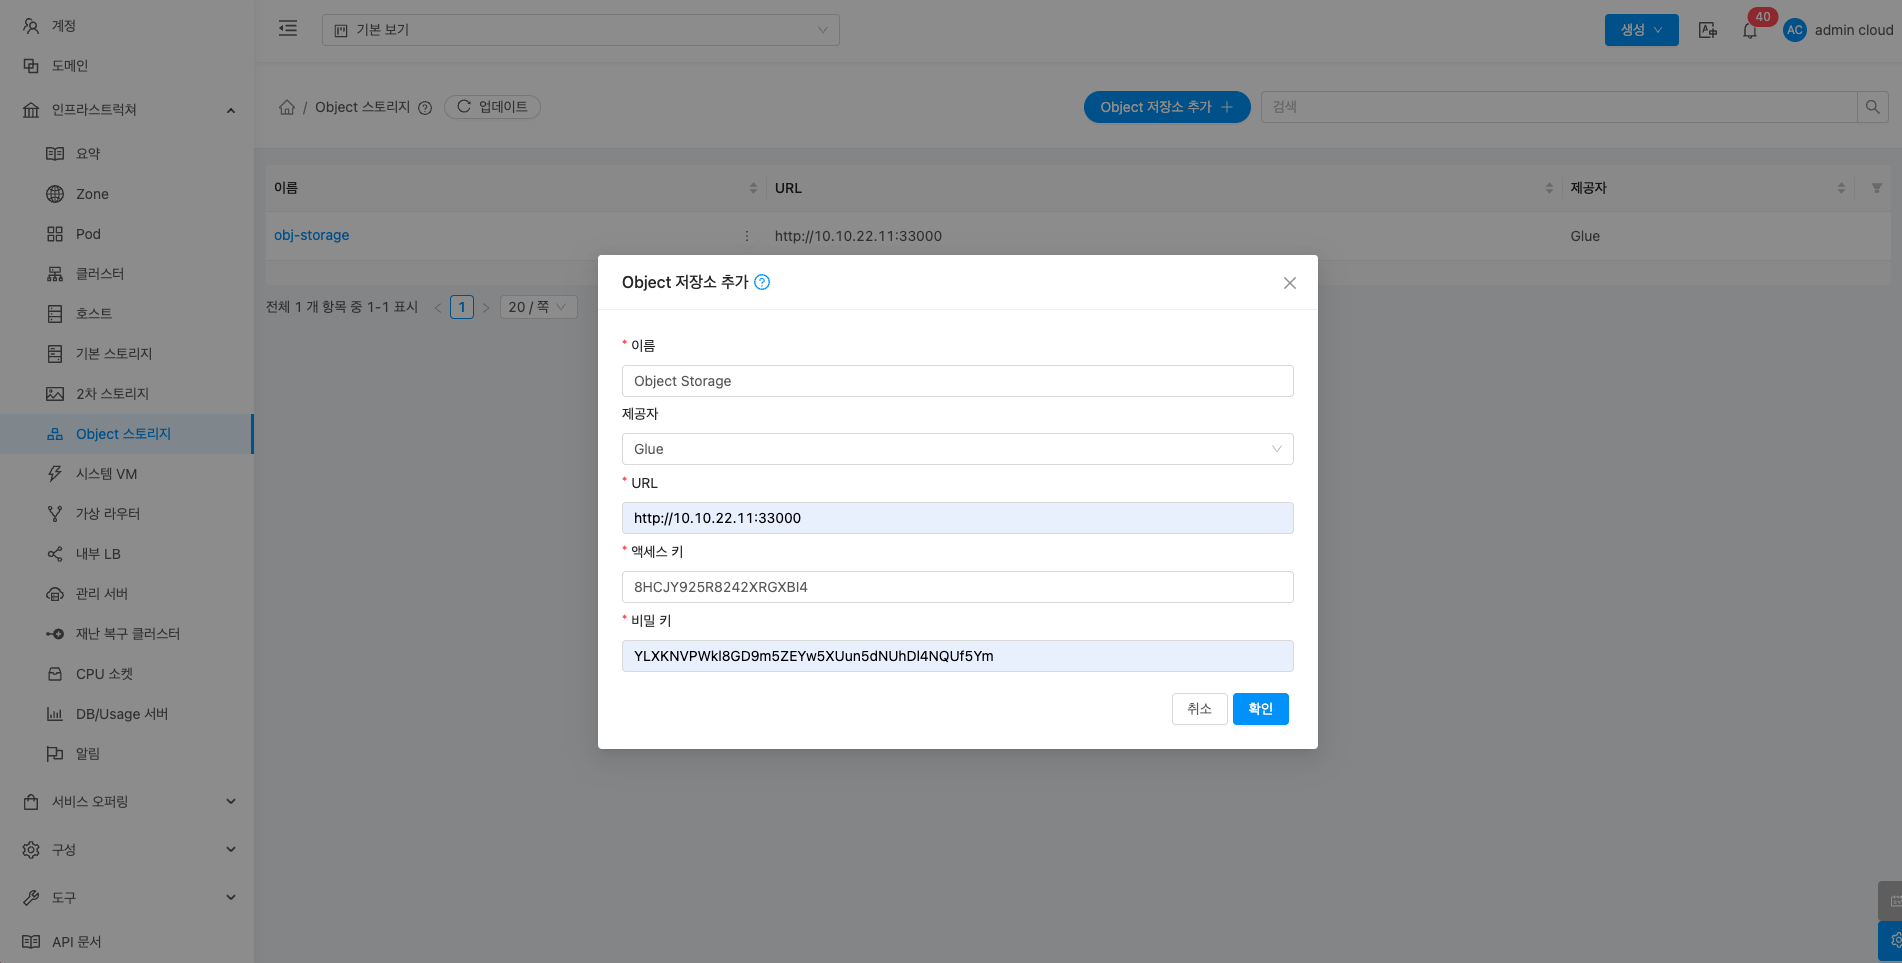 계정
도메인
인프라스트럭쳐
요약
Zone
Pod
클러스터
호스트
기본 스토리지
2차 스토리지
Object 스토리지
시스템 VM
가상 라우터
내부 LB
관리 서버
재난 복구 클러스터
CPU 소켓
DB/Usage 서버
알림
서비스 오퍼링
구성
도구
API 문서
기본 보기
생성
40
AC
admin cloud
/ Object 스토리지
업데이트
Object 저장소 추가
검색
이름 URL 제공자
obj-storage http://10.10.22.11:33000 Glue
전체 1 개 항목 중 1-1 표시 < 1 > 20 / 쪽
Object 저장소 추가
* 이름
Object Storage
제공자
Glue
* URL
http://10.10.22.11:33000
* 액세스 키
8HCJY925R8242XRGXBI4
* 비밀 키
YLXKNVPWkl8GD9m5ZEYw5XUun5dNUhDl4NQUf5Ym
취소 확인